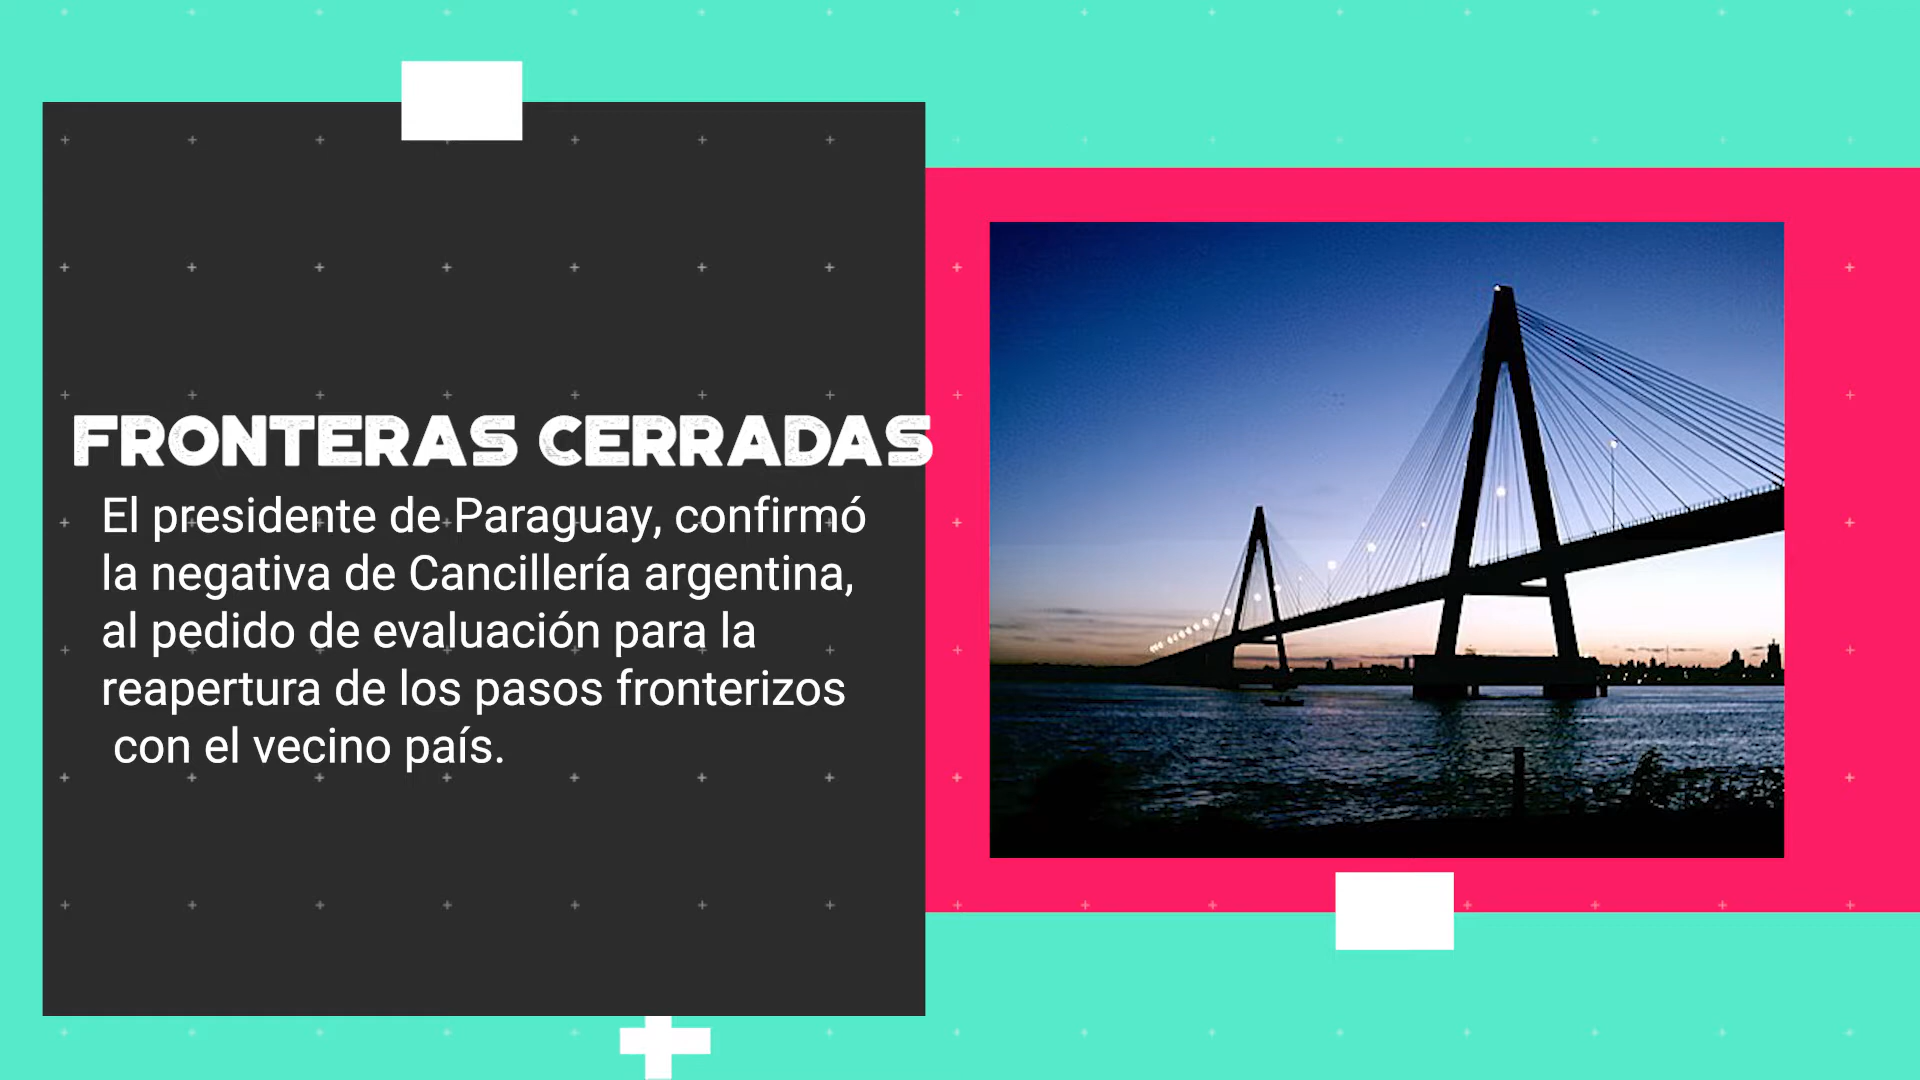 FRONTERAS CERRADAS
El presidente de Paraguay, confirmó
la negativa de Cancillería argentina,
al pedido de evaluación para la
reapertura de los pasos fronterizos
con el vecino país.